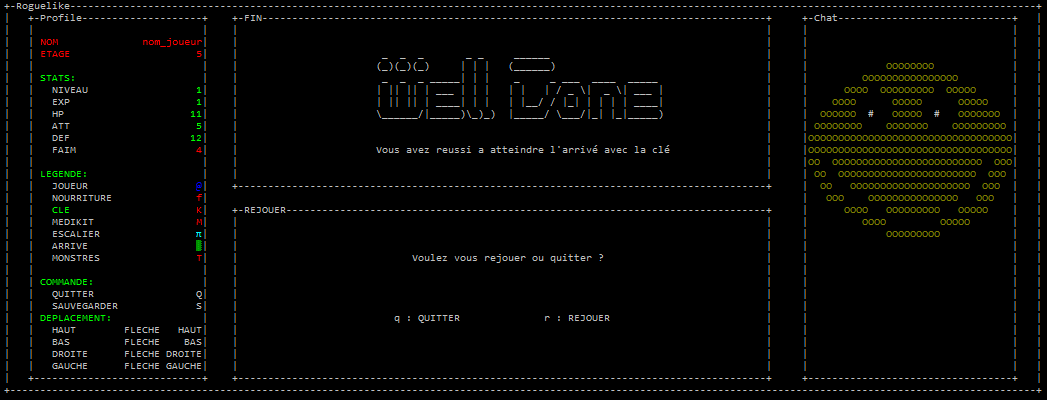 Roguelike
Profile
NOM nom_joueur
ETAGE 5
STATS:
NIVEAU 1
EXP 1
HP 11
ATT 5
DEF 12
FAIM 4
LEGENDE:
JOUEUR @
NOURRITURE f
CLE K
MEDIKIT M
ESCALIER π
ARRIVE
MONSTRES T
COMMANDE:
QUITTER Q
SAUVEGARDER S
DEPLACEMENT:
HAUT FLECHE HAUT
BAS FLECHE BAS
DROITE FLECHE DROITE
GAUCHE FLECHE GAUCHE
FIN
Vous avez reussi a atteindre l'arrivé avec la clé
REJOUER
Voulez vous rejouer ou quitter ?
q : QUITTER r : REJOUER
Chat